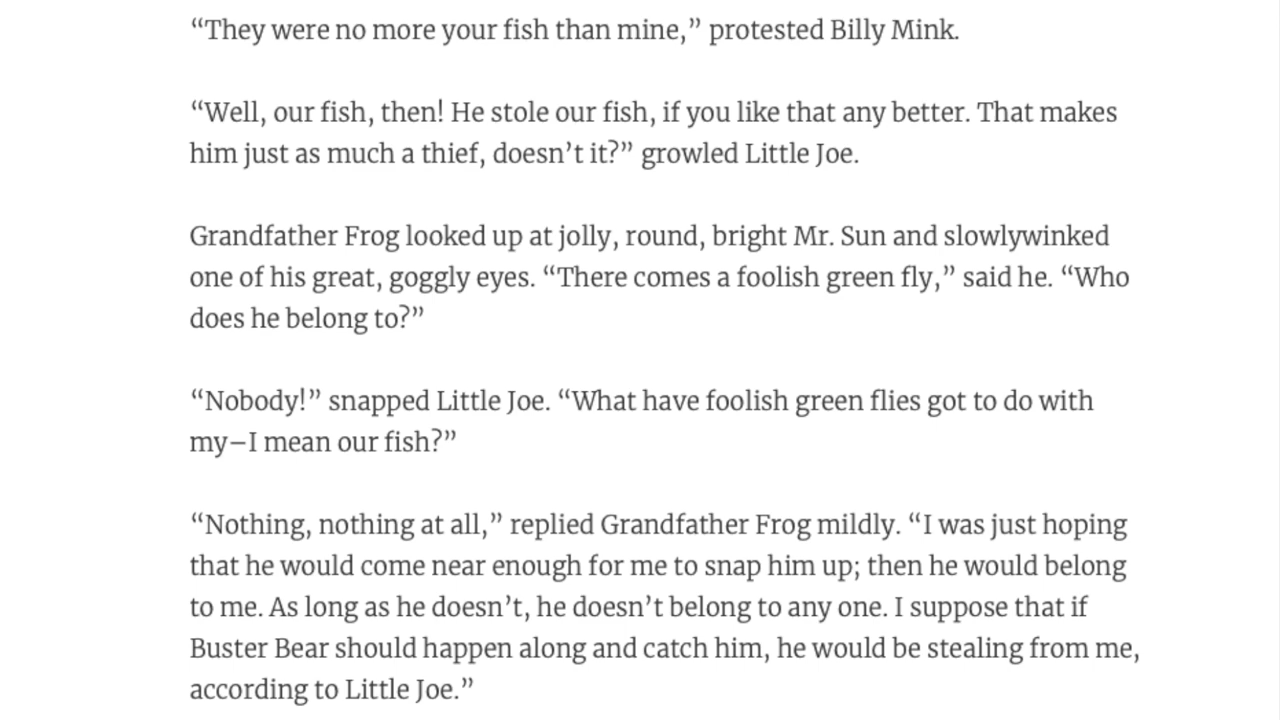 “They were no more your fish than mine,” protested Billy Mink.
“Well, our fish, then! He stole our fish, if you like that any better. That makes
him just as much a thief, doesn’t it?” growled Little Joe.
Grandfather Frog looked up at jolly, round, bright Mr. Sun and slowlywinked
one of his great, goggly eyes. “There comes a foolish green fly,” said he. “Who
does he belong to?”
“Nobody!” snapped Little Joe. “What have foolish green flies got to do with
my–I mean our fish?”
“Nothing, nothing at all,” replied Grandfather Frog mildly. “I was just hoping
that he would come near enough for me to snap him up; then he would belong
to me. As long as he doesn’t, he doesn’t belong to any one. I suppose that if
Buster Bear should happen along and catch him, he would be stealing from me,
according to Little Joe.”